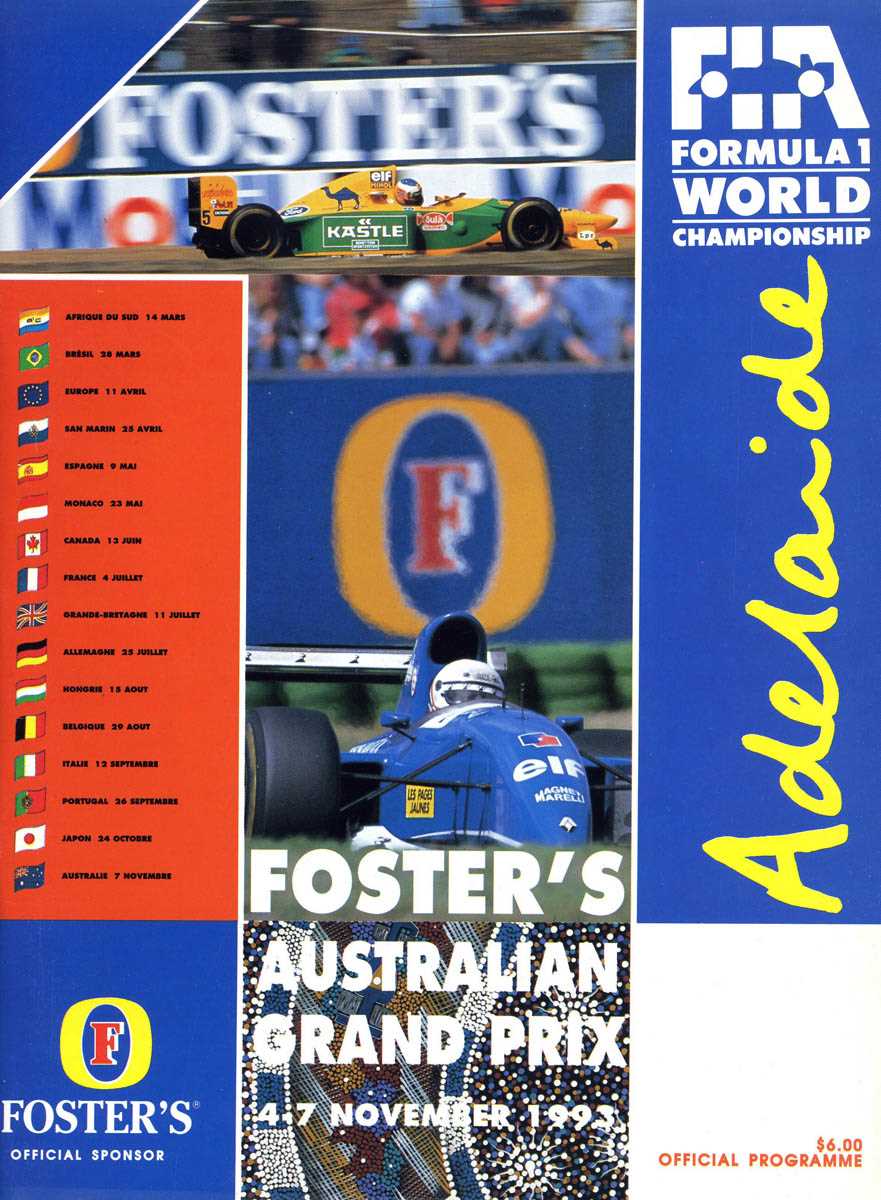 FOSTER'S
elf
MINOL
5
Ford
KASTLE
FIA
FORMULA 1
WORLD
CHAMPIONSHIP
Adelaide
AFRIQUE DU SUD 14 MARS
BRÉSIL 28 MARS
EUROPE 11 AVRIL
SAN MARIN 25 AVRIL
ESPAGNE 9 MAI
MONACO 23 MAI
CANADA 13 JUIN
FRANCE 4 JUILLET
GRANDE-BRETAGNE 11 JUILLET
ALLEMAGNE 25 JUILLET
HONGRIE 15 AOUT
BELGIQUE 29 AOUT
ITALIE 12 SEPTEMBRE
PORTUGAL 26 SEPTEMBRE
JAPON 24 OCTOBRE
AUSTRALIE 7 NOVEMBRE
F
elf
MAGNETI
MARELLI
LES PAGES
JAUNES
FOSTER'S
AUSTRALIAN
GRAND PRIX
4-7 NOVEMBER 1993
F
FOSTER'S®
OFFICIAL SPONSOR
$6.00
OFFICIAL PROGRAMME